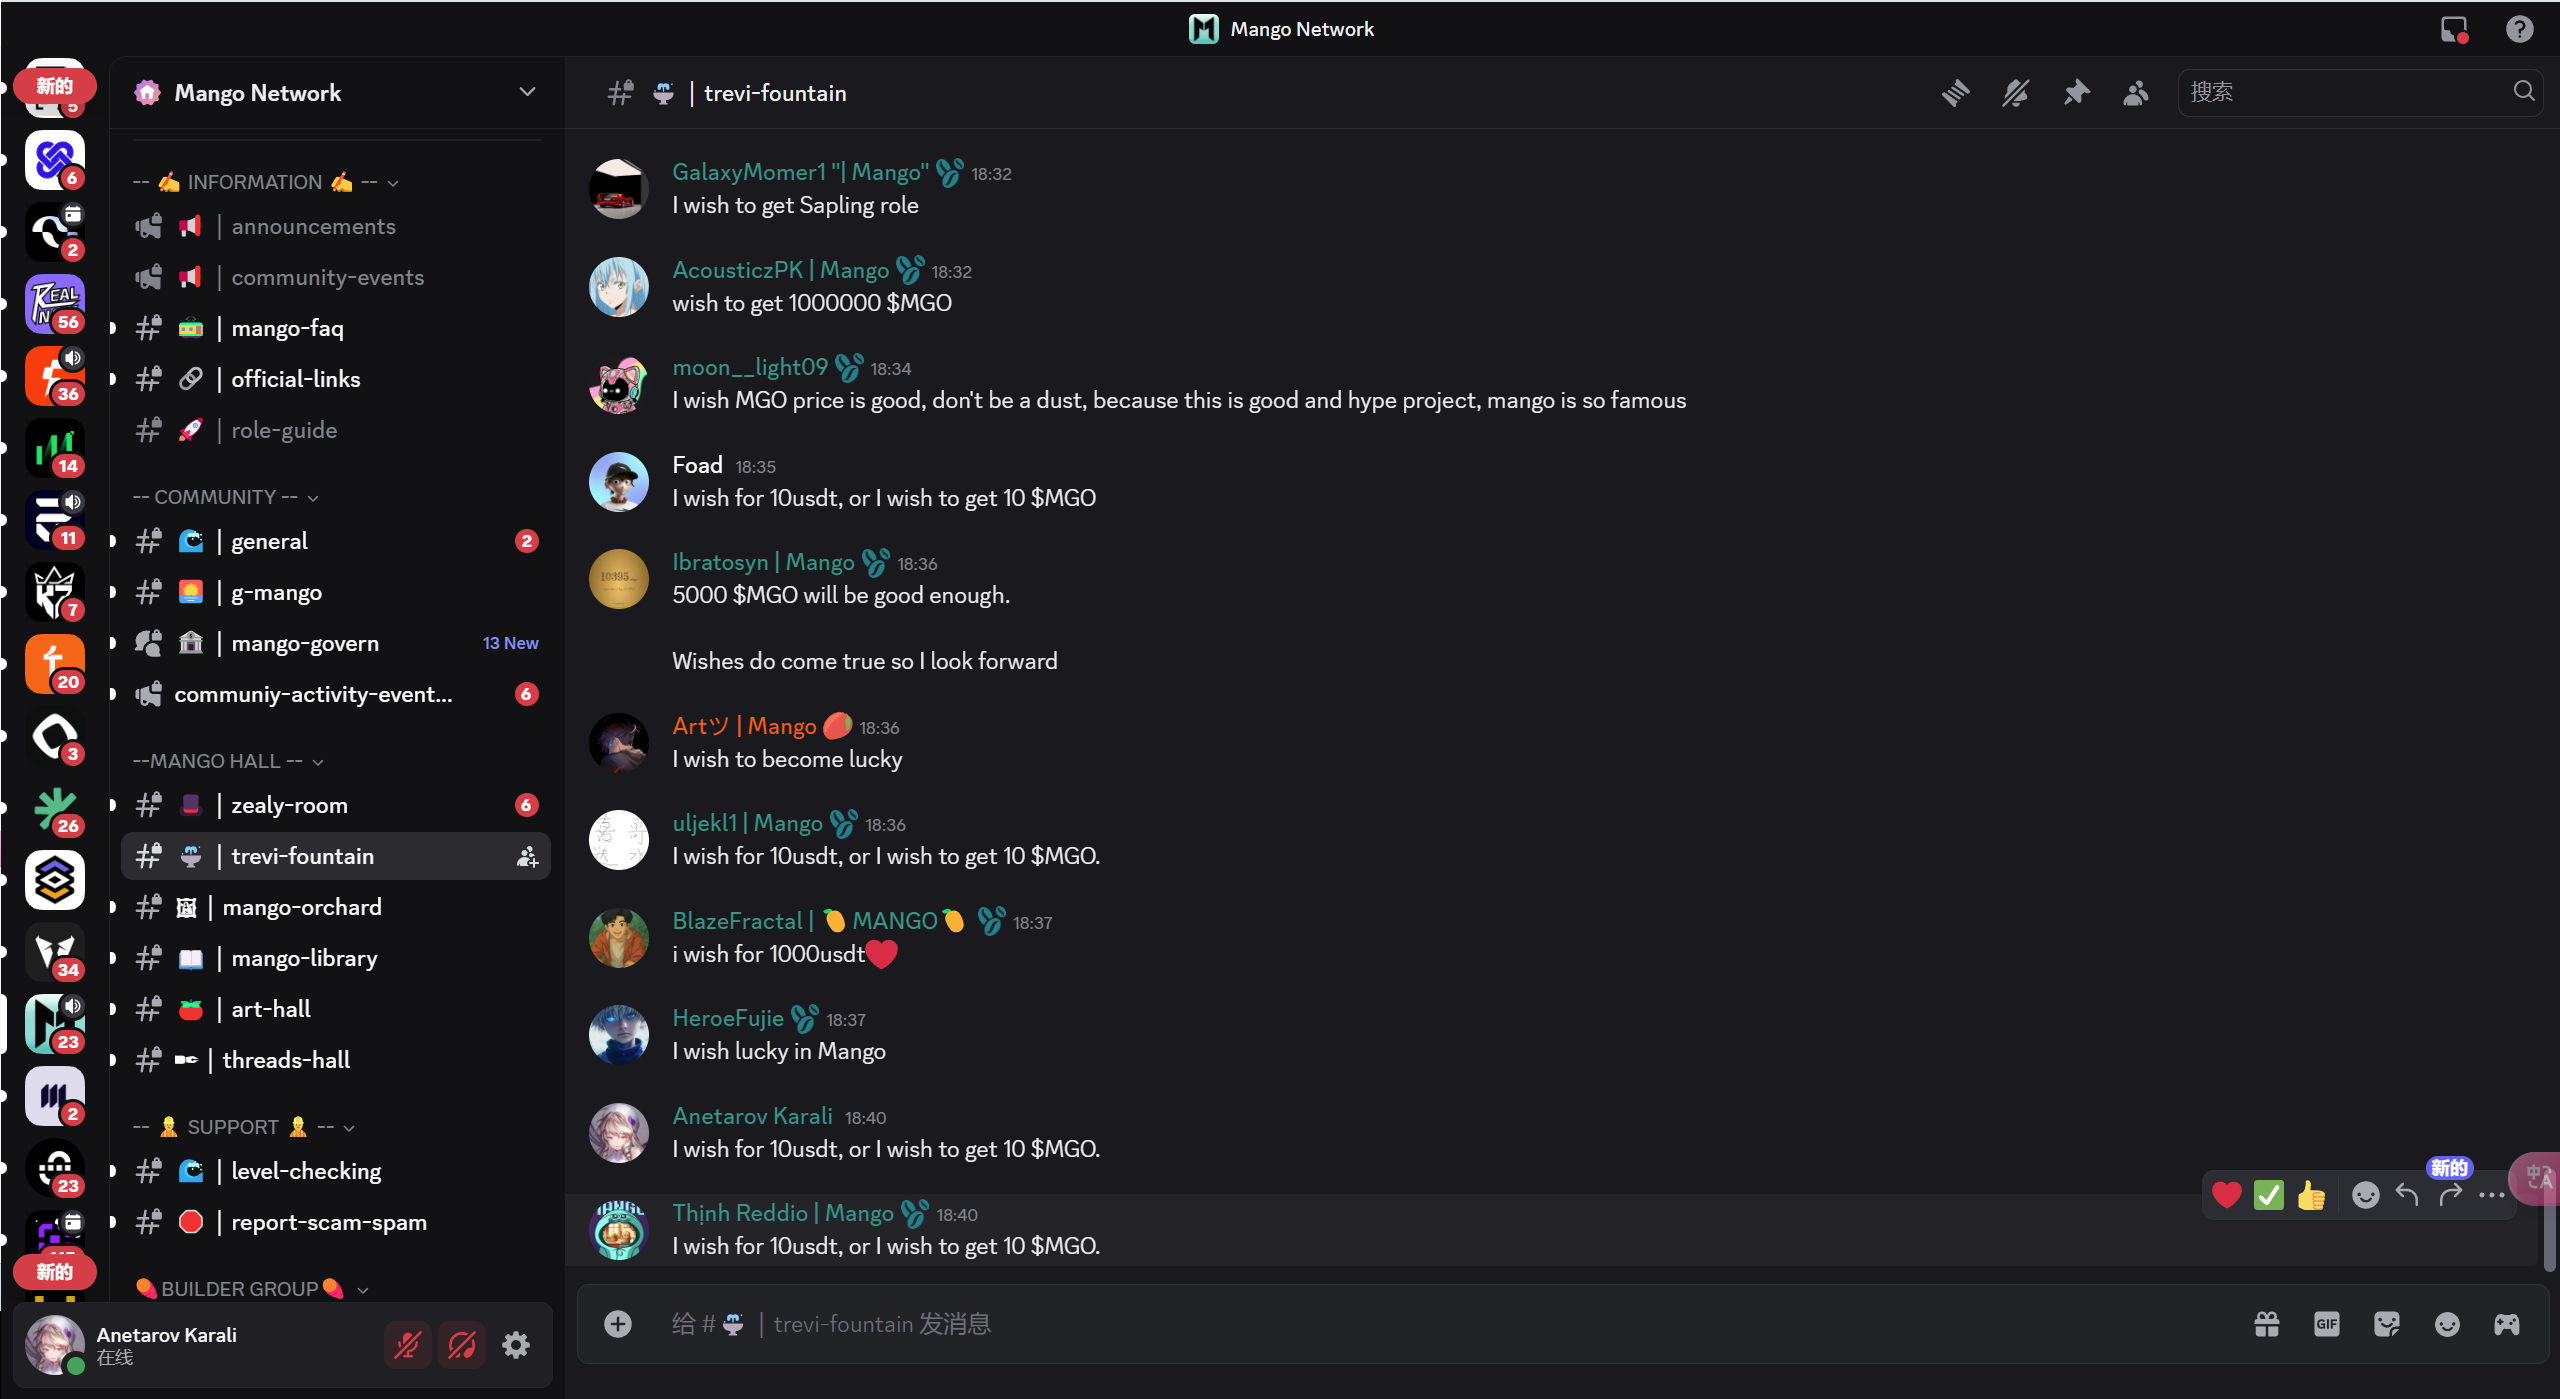 Mango Network
新的
5
6
2
REAL
56
36
14
11
7
20
3
26
34
23
2
23
新的
Mango Network
-- INFORMATION --
| announcements
| community-events
| mango-faq
| official-links
| role-guide
-- COMMUNITY --
| general 2
| g-mango
| mango-govern 13 New
communiy-activity-event... 6
--MANGO HALL --
| zealy-room 6
| trevi-fountain
| mango-orchard
| mango-library
| art-hall
| threads-hall
-- SUPPORT --
| level-checking
| report-scam-spam
BUILDER GROUP
Anetarov Karali
在线
| trevi-fountain
搜索
GalaxyMomer1 "| Mango" 18:32
I wish to get Sapling role
AcousticzPK | Mango 18:32
wish to get 1000000 $MGO
moon__light09 18:34
I wish MGO price is good, don't be a dust, because this is good and hype project, mango is so famous
Foad 18:35
I wish for 10usdt, or I wish to get 10 $MGO
Ibratosyn | Mango 18:36
5000 $MGO will be good enough.
Wishes do come true so I look forward
Artツ | Mango 18:36
I wish to become lucky
uljekl1 | Mango 18:36
I wish for 10usdt, or I wish to get 10 $MGO.
BlazeFractal | 🥭 MANGO🥭 18:37
i wish for 1000usdt❤️
HeroeFujie 18:37
I wish lucky in Mango
Anetarov Karali 18:40
I wish for 10usdt, or I wish to get 10 $MGO.
新的
Thịnh Reddio | Mango 18:40
I wish for 10usdt, or I wish to get 10 $MGO.
给 # | trevi-fountain 发消息
GIF